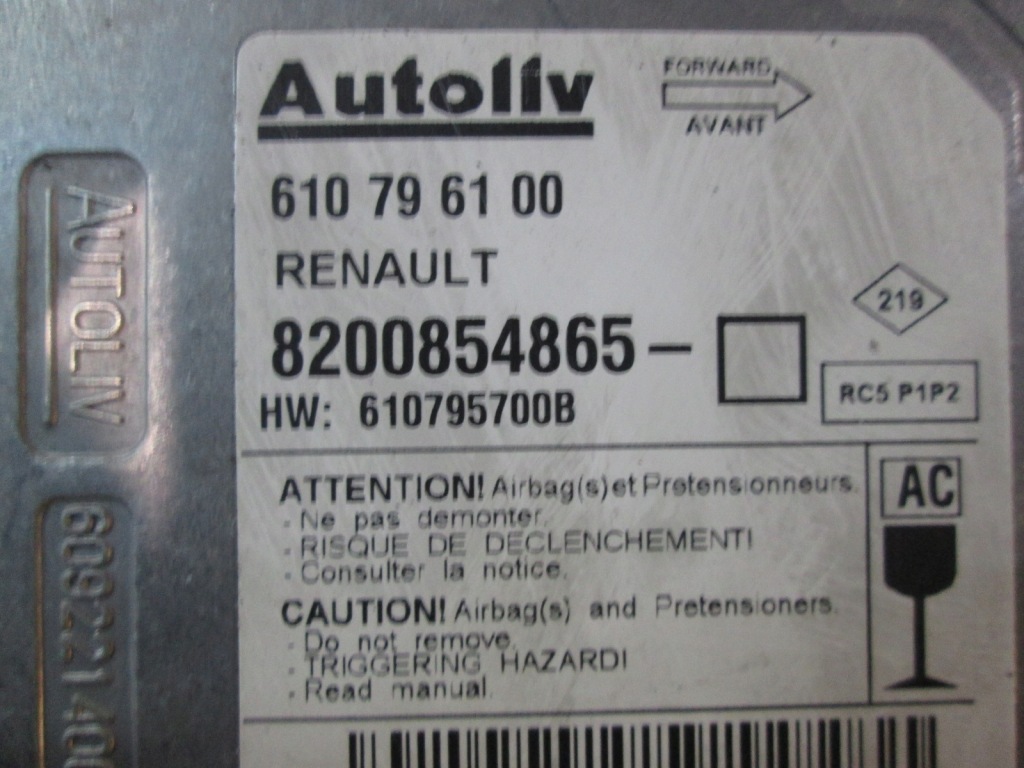 Autoliv
FORWARD
AVANT
610 79 61 00
RENAULT
8200854865-
219
HW: 610795700B
RC5 P1P2
ATTENTION! Airbag(s) et Pretensionneurs.
- Ne pas demonter.
- RISQUE DE DECLENCHEMENT!
- Consulter la notice.
AC
CAUTION! Airbag(s) and Pretensioners.
- Do not remove.
- TRIGGERING HAZARD!
- Read manual.
AUTOLIV